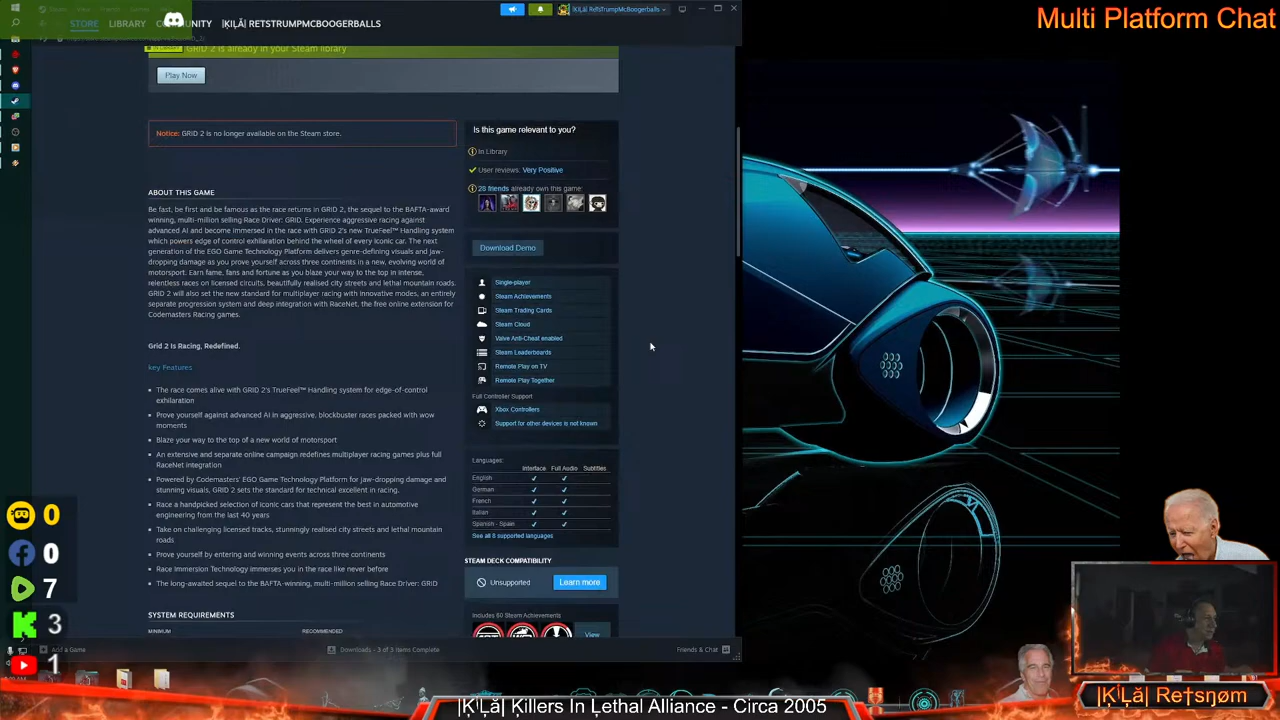 Multi Platform Chat
STORE LIBRARY COMMUNITY |ĶĮĻĂ| RETSTRUMPMCBOOGERBALLS
|ĶĮĻă| RetsTrumpMcBoogerballs
GRID 2 is already in your Steam library
Play Now
Notice: GRID 2 is no longer available on the Steam store.
Is this game relevant to you?
In Library
User reviews: Very Positive
28 friends already own this game:
Download Demo
ABOUT THIS GAME
Be fast, be first and be famous as the race returns in GRID 2, the sequel to the BAFTA-award
winning, multi-million selling Race Driver: GRID. Experience aggressive racing against
advanced AI and become immersed in the race with GRID 2's new TrueFeel™ Handling system
which powers edge of control exhilaration behind the wheel of every iconic car. The next
generation of the EGO Game Technology Platform delivers genre-defining visuals and jaw-
dropping damage as you prove yourself across three continents in a new, evolving world of
motorsport. Earn fame, fans and fortune as you blaze your way to the top in intense,
relentless races on licensed circuits, beautifully realised city streets and lethal mountain roads.
GRID 2 will also set the new standard for multiplayer racing with innovative modes, an entirely
separate progression system and deep integration with RaceNet, the free online extension for
Codemasters Racing games.
Grid 2 Is Racing, Redefined.
key Features
The race comes alive with GRID 2's TrueFeel™ Handling system for edge-of-control
exhilaration
Prove yourself against advanced AI in aggressive, blockbuster races packed with wow
moments
Blaze your way to the top of a new world of motorsport
An extensive and separate online campaign redefines multiplayer racing games plus full
RaceNet integration
Powered by Codemasters' EGO Game Technology Platform for jaw-dropping damage and
stunning visuals, GRID 2 sets the standard for technical excellent in racing.
Race a handpicked selection of iconic cars that represent the best in automotive
engineering from the last 40 years
Take on challenging licensed tracks, stunningly realised city streets and lethal mountain
roads
Prove yourself by entering and winning events across three continents
Race Immersion Technology immerses you in the race like never before
The long-awaited sequel to the BAFTA-winning, multi-million selling Race Driver: GRID
SYSTEM REQUIREMENTS
MINIMUM RECOMMENDED
Single-player
Steam Achievements
Steam Trading Cards
Steam Cloud
Valve Anti-Cheat enabled
Steam Leaderboards
Remote Play on TV
Remote Play Together
Full Controller Support
Xbox Controllers
Support for other devices is not known
Languages:
Interface Full Audio Subtitles
English ✔ ✔
German ✔ ✔
French ✔ ✔
Italian ✔ ✔
Spanish - Spain ✔ ✔
See all 8 supported languages
STEAM DECK COMPATIBILITY
Unsupported Learn more
Includes 60 Steam Achievements
View
0
0
7
3
1
Add a Game
Downloads - 3 of 3 Items Complete
Friends & Chat
|ĶĮĻă| Ķillers In Ļethal Alliance - Circa 2005
|ĶĮĻă| Re†sŋøm